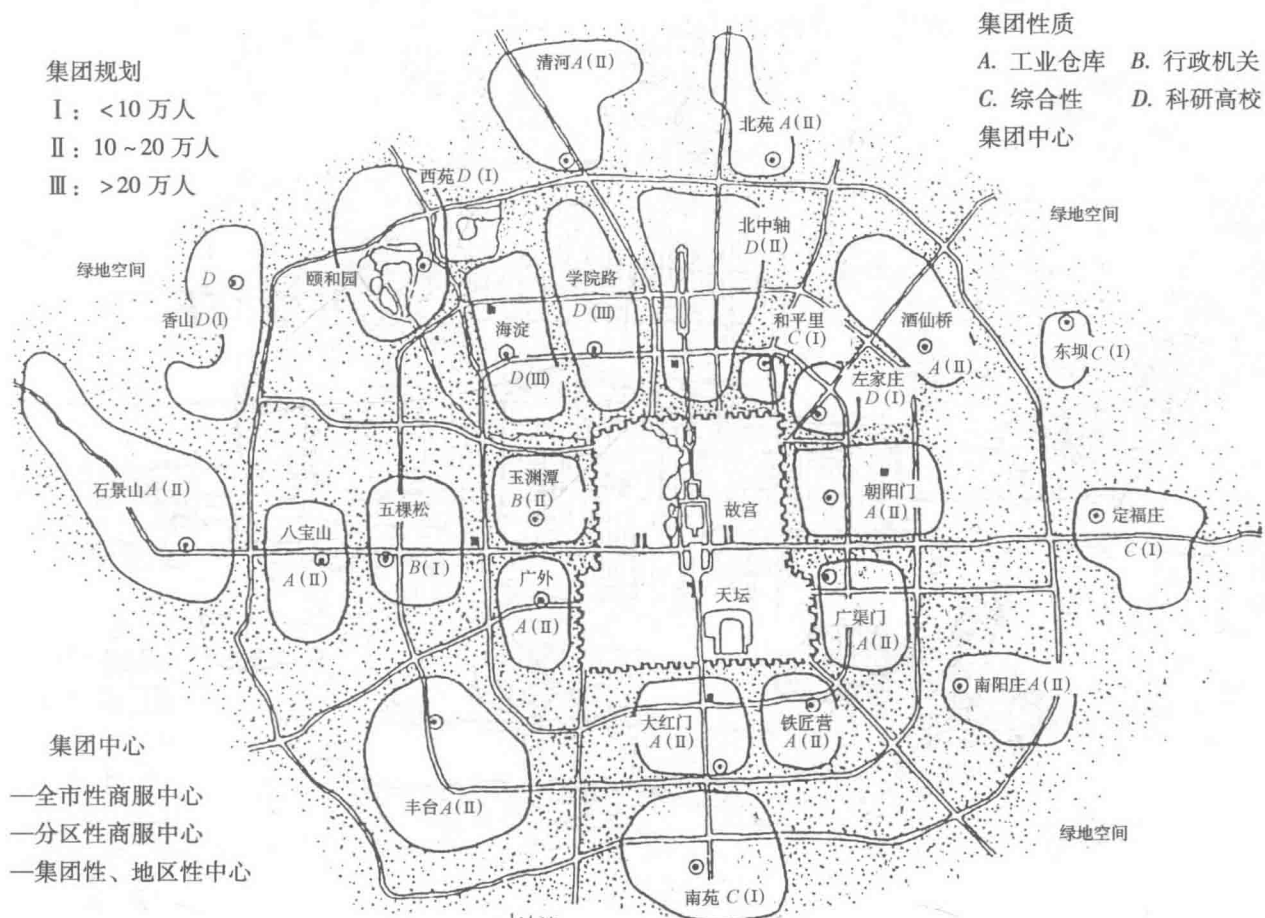 集团规划
Ⅰ：<10 万人
Ⅱ：10~20 万人
Ⅲ：>20 万人
集团性质
A. 工业仓库 B. 行政机关
C. 综合性 D. 科研高校
集团中心
清河A(Ⅱ)
北苑 A(Ⅱ)
西苑D (Ⅰ)
绿地空间
北中轴
D(Ⅱ)
绿地空间
D
颐和园
学院路
D(Ⅲ)
香山D(Ⅰ)
海淀
D(Ⅲ)
和平里
C(Ⅰ)
酒仙桥
A(Ⅱ)
东坝C(Ⅰ)
左家庄
D(Ⅰ)
石景山A(Ⅱ)
五棵松
B(Ⅰ)
玉渊潭
B(Ⅱ)
朝阳门
A(Ⅱ)
故宫
定福庄
C(Ⅰ)
八宝山
A(Ⅱ)
广外
A(Ⅱ)
天坛
广渠门
A(Ⅱ)
南阳庄A(Ⅱ)
大红门
A(Ⅱ)
铁匠营
A(Ⅱ)
丰台A(Ⅱ)
南苑 C(Ⅰ)
绿地空间
集团中心
—全市性商服中心
—分区性商服中心
—集团性、地区性中心